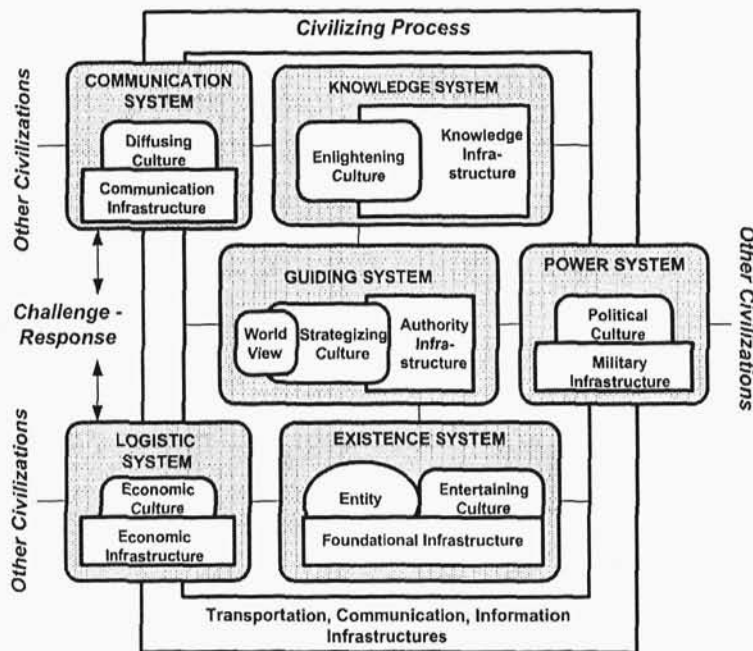 Civilizing Process
Other Civilizations
COMMUNICATION
SYSTEM
Diffusing
Culture
Communication
Infrastructure
KNOWLEDGE SYSTEM
Enlightening
Culture
Knowledge
Infra-
structure
Challenge -
Response
GUIDING SYSTEM
World
View
Strategizing
Culture
Authority
Infra-
structure
POWER SYSTEM
Political
Culture
Military
Infrastructure
Other Civilizations
Other Civilizations
LOGISTIC
SYSTEM
Economic
Culture
Economic
Infrastructure
EXISTENCE SYSTEM
Entity
Entertaining
Culture
Foundational Infrastructure
Transportation, Communication, Information
Infrastructures